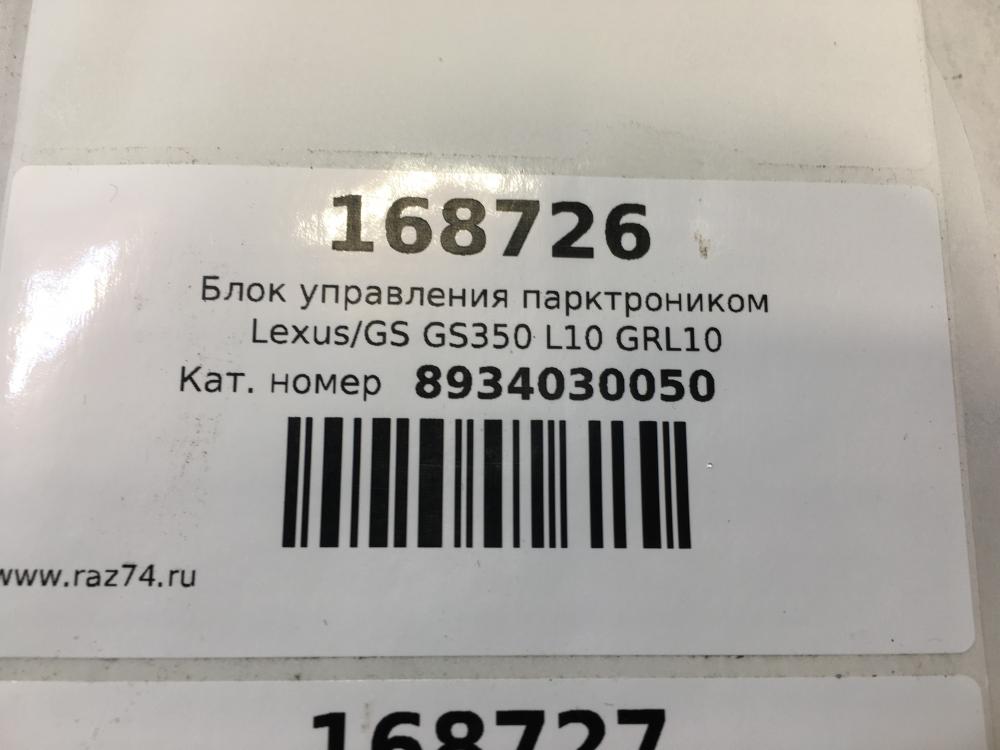 168726
Блок управления парктроником
Lexus/GS GS350 L10 GRL10
Кат. номер 8934030050
www.raz74.ru
168727